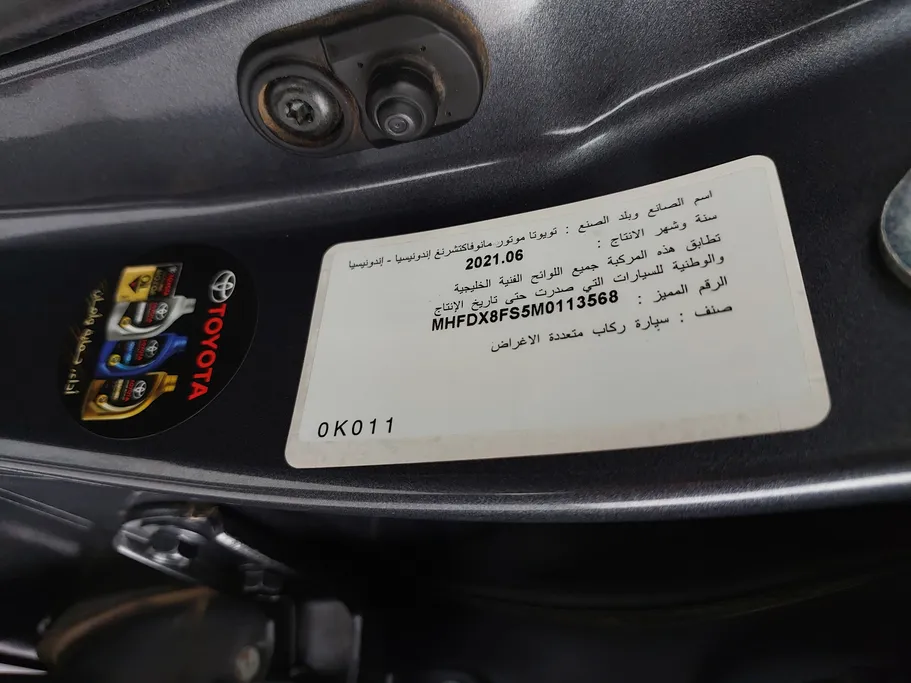 اسم الصانع وبلد الصنع : تويوتا موتور مانوفاكتشرنغ إندونيسيا - إندونيسيا
سنة وشهر الانتاج : 2021.06
تطابق هذه المركبة جميع اللوائح الفنية الخليجية
والوطنية للسيارات التي صدرت حتى تاريخ الإنتاج
الرقم المميز : MHFDX8FS5M0113568
صنف : سيارة ركاب متعددة الاغراض
0K011
TOYOTA